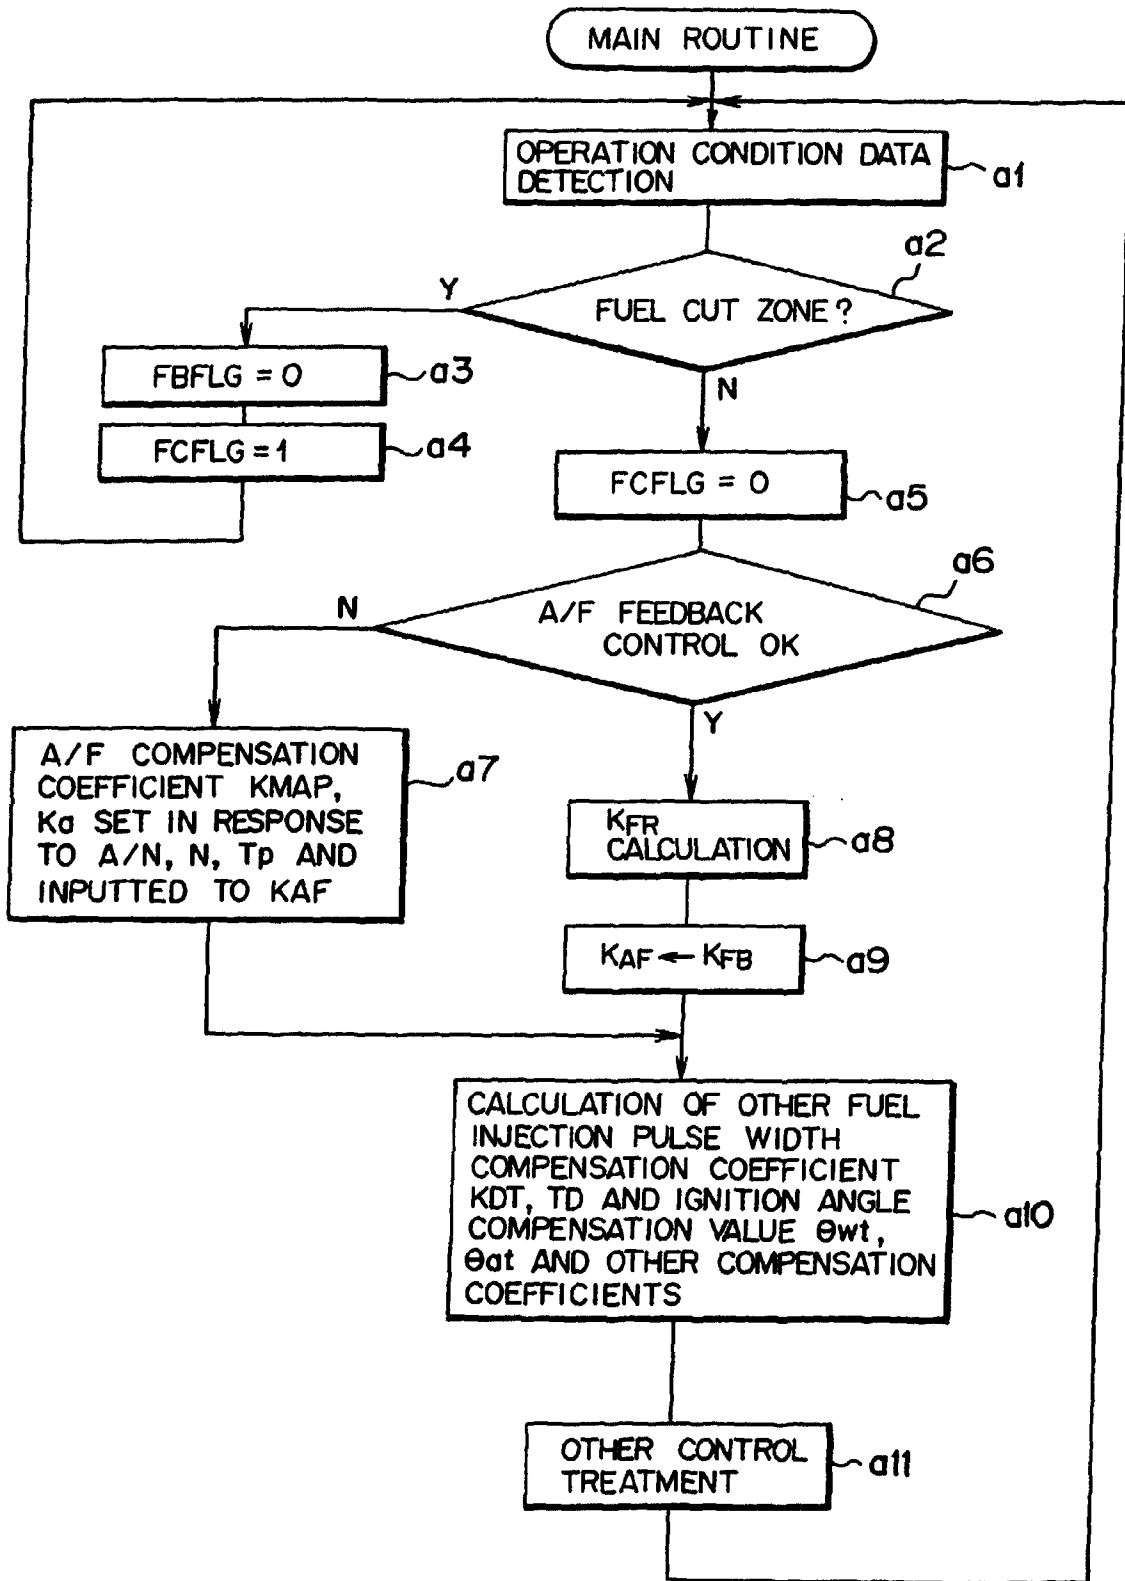 MAIN ROUTINE
OPERATION CONDITION DATA
DETECTION
a1
a2
Y
FUEL CUT ZONE?
FBFLG = 0
a3
N
FCFLG = 1
a4
FCFLG = 0
a5
a6
N
A/F FEEDBACK
CONTROL OK
Y
A/F COMPENSATION
COEFFICIENT KMAP,
Ka SET IN RESPONSE
TO A/N, N, Tp AND
INPUTTED TO KAF
a7
KFR
CALCULATION
a8
KAF ← KFB
a9
CALCULATION OF OTHER FUEL
INJECTION PULSE WIDTH
COMPENSATION COEFFICIENT
KDT, TD AND IGNITION ANGLE
COMPENSATION VALUE θwt,
θat AND OTHER COMPENSATION
COEFFICIENTS
a10
OTHER CONTROL
TREATMENT
a11